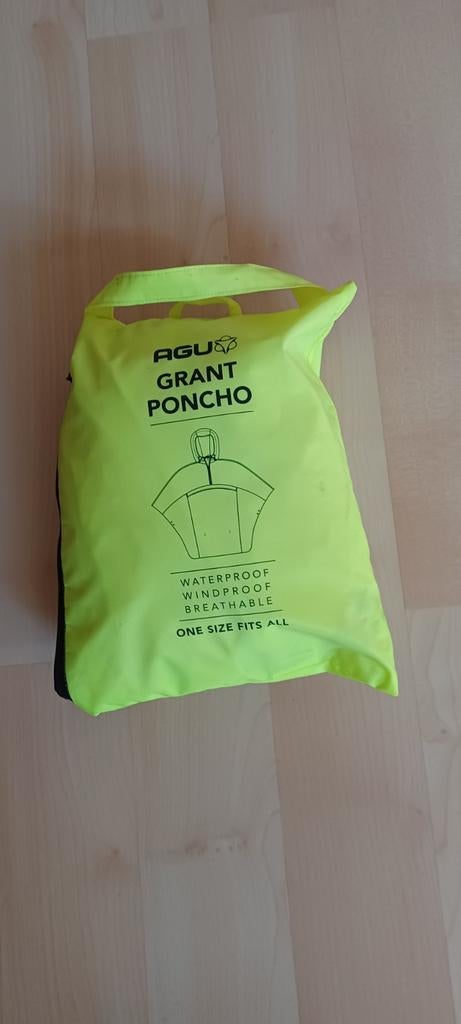 AGU
GRANT
PONCHO
WATERPROOF
WINDPROOF
BREATHABLE
ONE SIZE FITS ALL